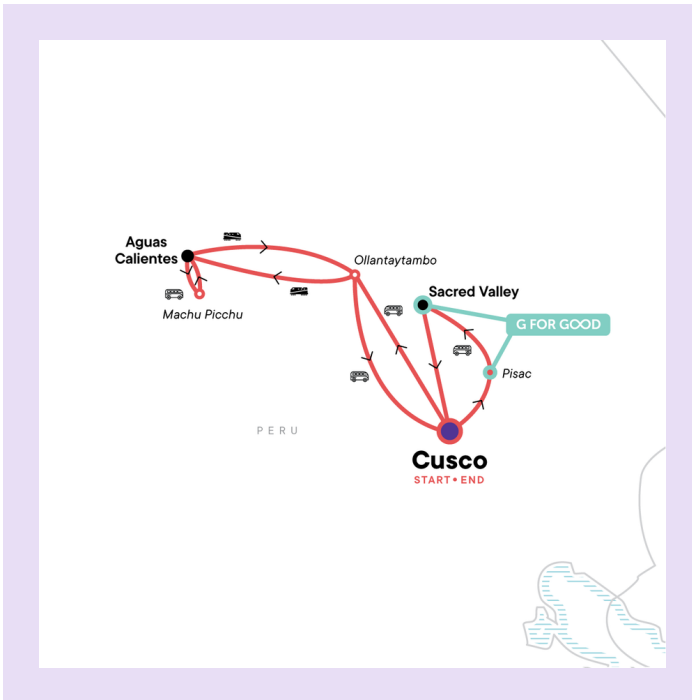 Aguas
Calientes
Ollantaytambo
Sacred Valley
Machu Picchu
G FOR GOOD
Pisac
PERU
Cusco
START • END